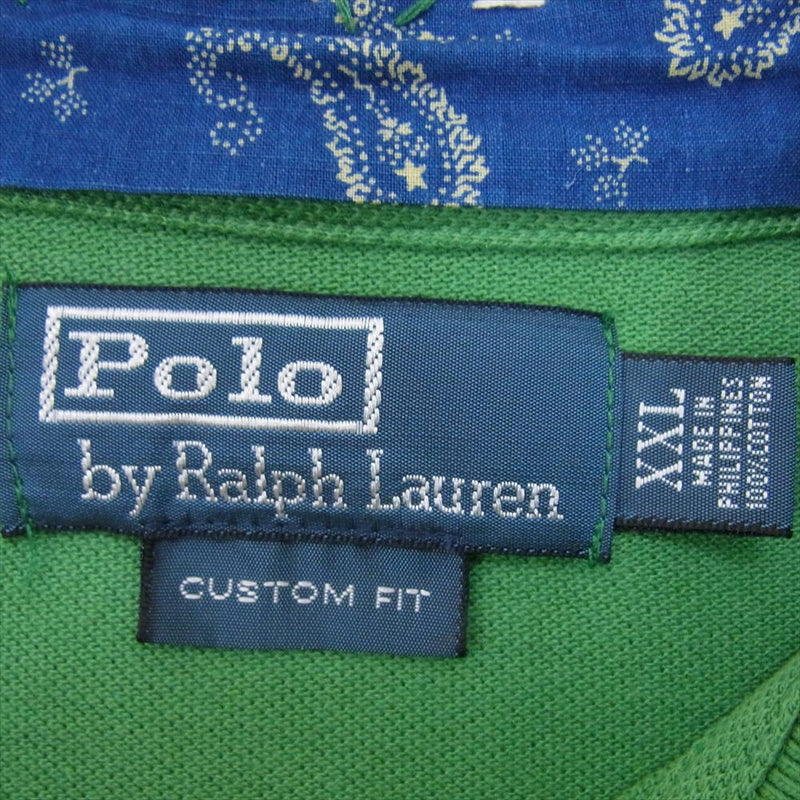 Polo
by Ralph Lauren
XXL
MADE IN
PHILIPPINES
100%COTTON
CUSTOM FIT